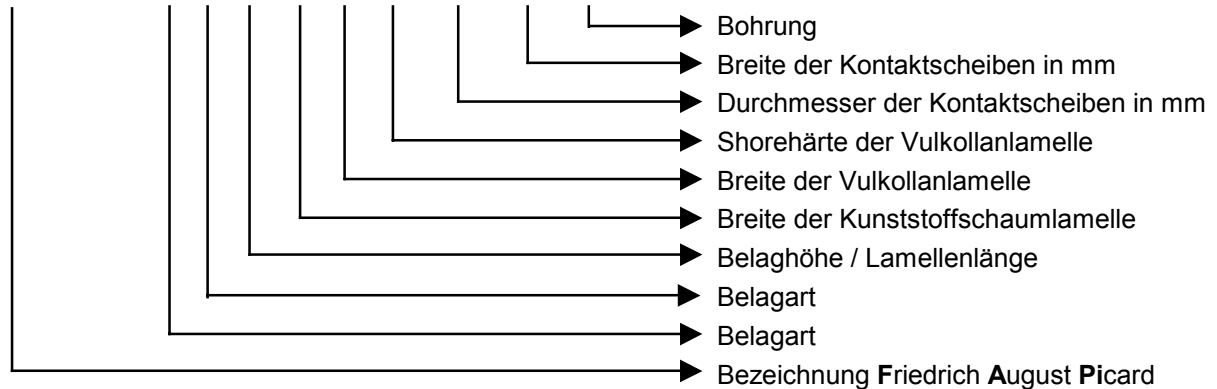 Bohrung
Breite der Kontaktscheiben in mm
Durchmesser der Kontaktscheiben in mm
Shorehärte der Vulkollanlamelle
Breite der Vulkollanlamelle
Breite der Kunststoffschaumlamelle
Belaghöhe / Lamellenlänge
Belagart
Belagart
Bezeichnung Friedrich August Picard